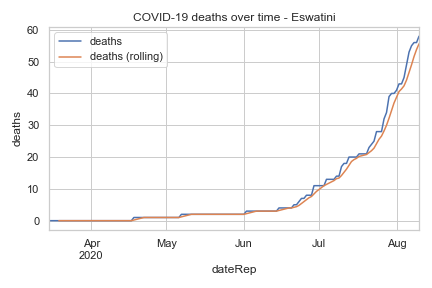 COVID-19 deaths over time - Eswatini
deaths
deaths (rolling)
60
50
40
30
20
10
0
deaths
Apr
2020
May
Jun
Jul
Aug
dateRep